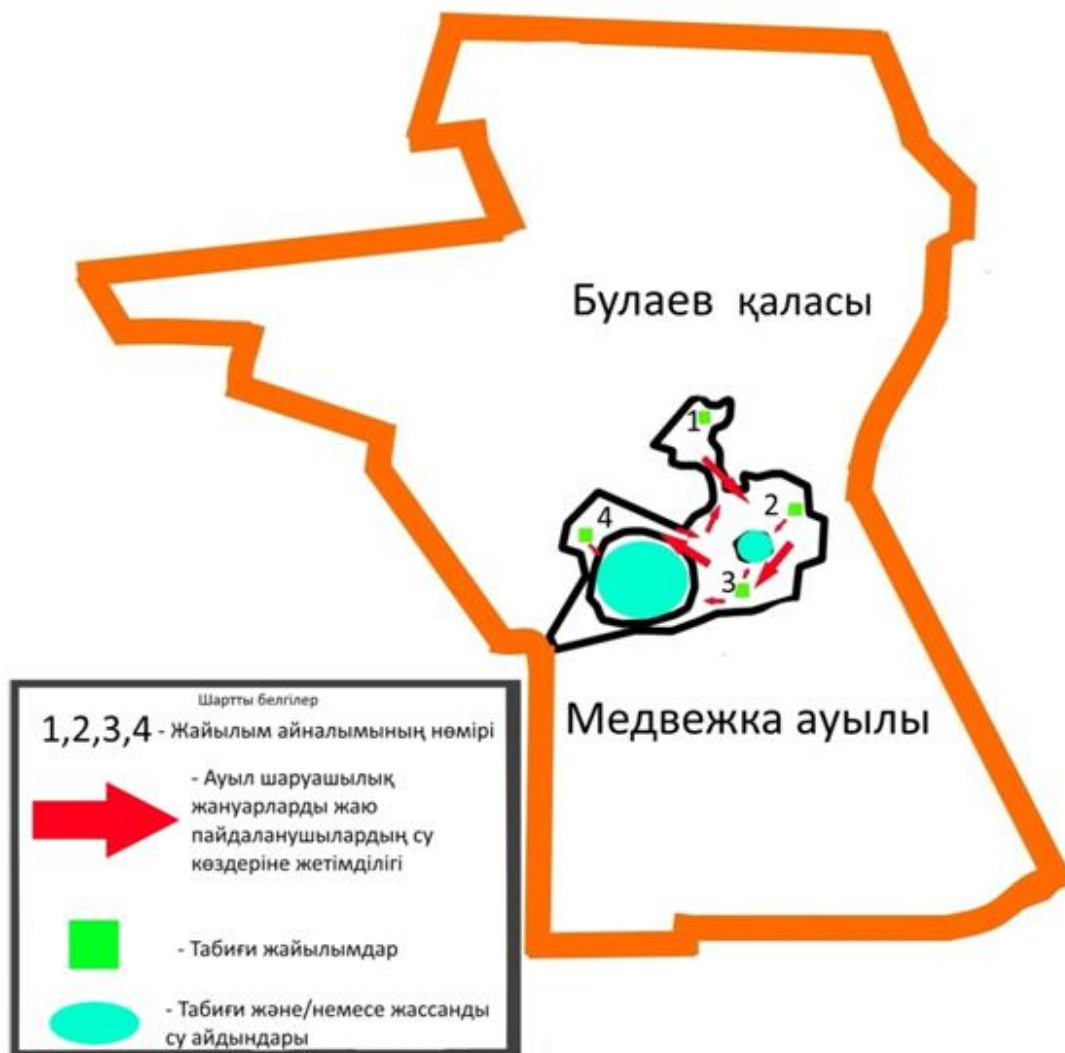 Булаев қаласы
1
2
4
3
Медвежка ауылы
Шартты белгілер
1,2,3,4 - Жайылым айналымының нөмірі
- Ауыл шаруашылық
жануарларды жаю
пайдаланушылардың су
көздеріне жетімділігі
- Табиғи жайылымдар
- Табиғи және/немесе жассанды
су айдындары